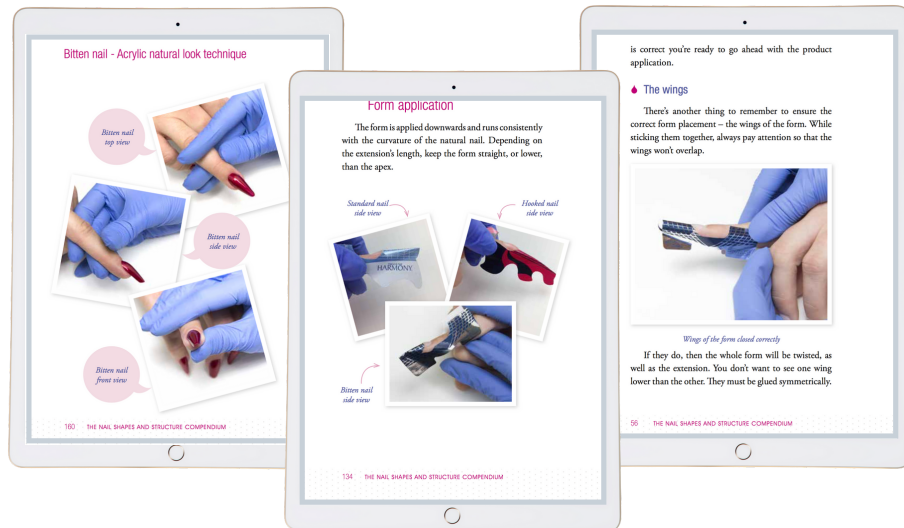 Bitten nail - Acrylic natural look technique
Bitten nail
top view
Bitten nail
side view
Bitten nail
front view
160 THE NAIL SHAPES AND STRUCTURE COMPENDIUM
Form application
The form is applied downwards and runs consistently
with the curvature of the natural nail. Depending on
the extension's length, keep the form straight, or lower,
than the apex.
Standard nail
side view
Hooked nail
side view
HARMONY
Bitten nail
side view
134 THE NAIL SHAPES AND STRUCTURE COMPENDIUM
is correct you're ready to go ahead with the product
application.
The wings
There's another thing to remember to ensure the
correct form placement – the wings of the form. While
sticking them together, always pay attention so that the
wings won't overlap.
Wings of the form closed correctly
If they do, then the whole form will be twisted, as
well as the extension. You don't want to see one wing
lower than the other. They must be glued symmetrically.
56 THE NAIL SHAPES AND STRUCTURE COMPENDIUM